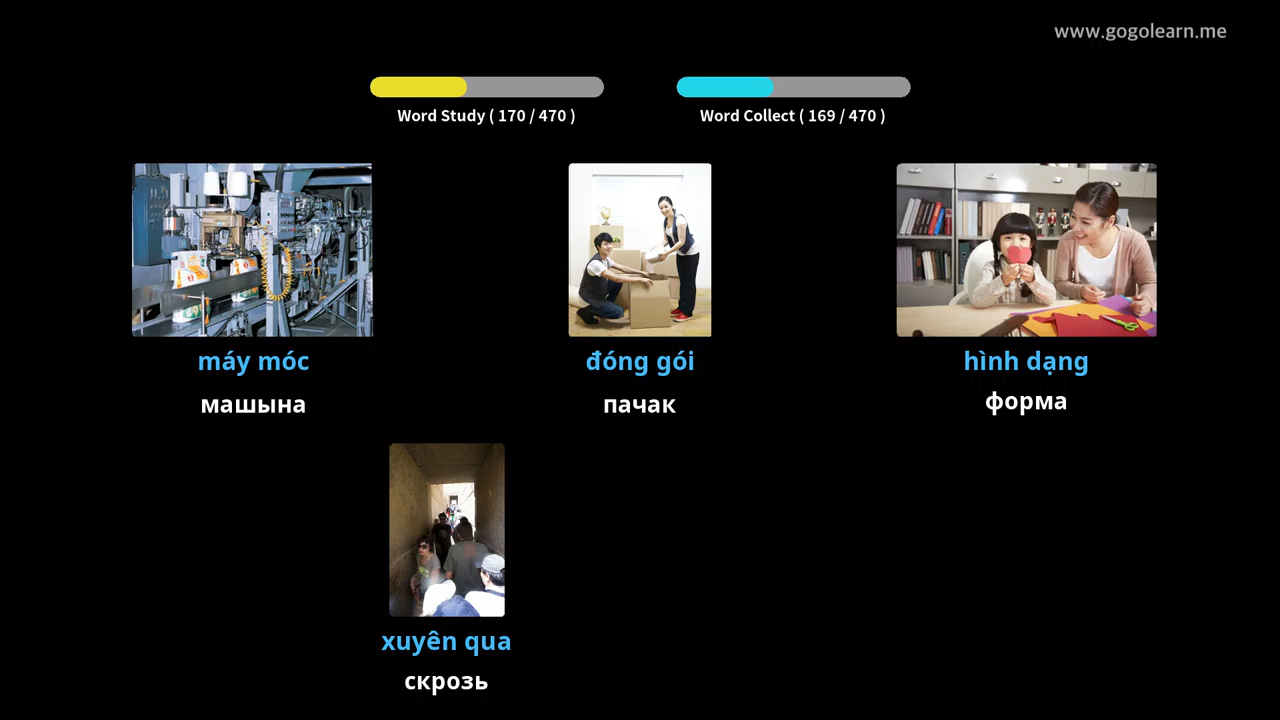 www.gogolearn.me
Word Study ( 170 / 470 )
Word Collect ( 169 / 470 )
máy móc
đóng gói
hình dạng
машына
пачак
форма
xuyên qua
скрозь